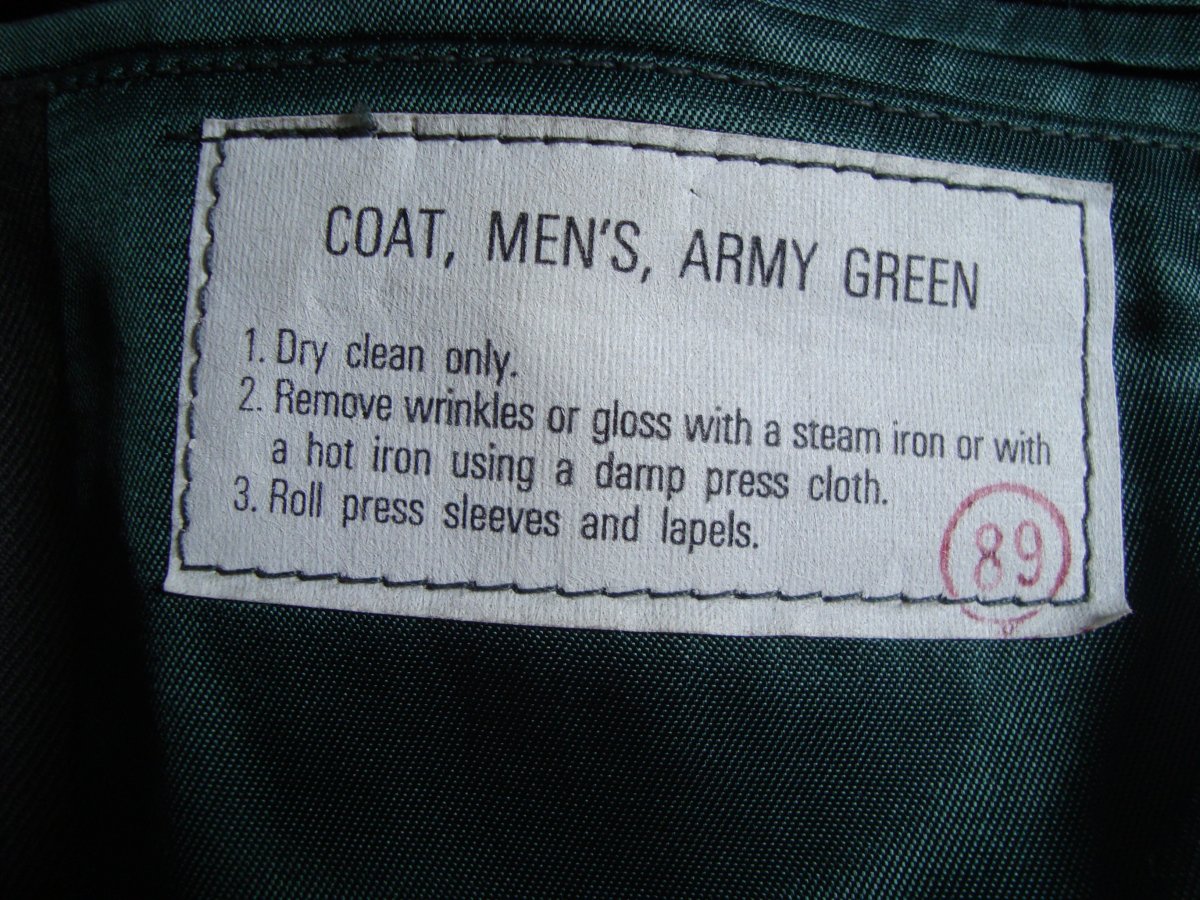 COAT, MEN'S, ARMY GREEN
1. Dry clean only.
2. Remove wrinkles or gloss with a steam iron or with
a hot iron using a damp press cloth.
3. Roll press sleeves and lapels.
89